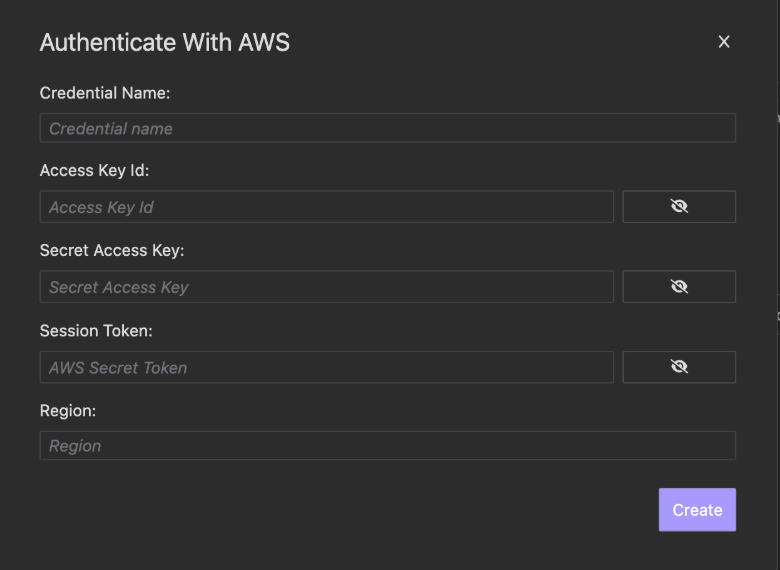 Authenticate With AWS
Credential Name:
Credential name
Access Key Id:
Access Key Id
Secret Access Key:
Secret Access Key
Session Token:
AWS Secret Token
Region:
Region
Create